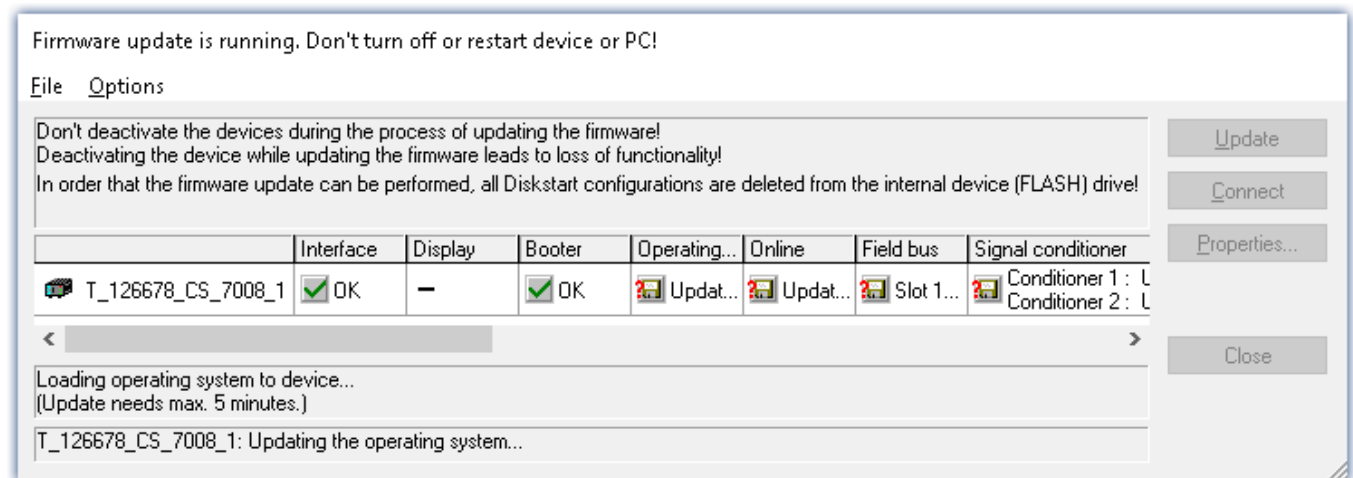 Firmware update is running. Don't turn off or restart device or PC!
File Options
Don't deactivate the devices during the process of updating the firmware!
Deactivating the device while updating the firmware leads to loss of functionality!
In order that the firmware update can be performed, all Diskstart configurations are deleted from the internal device (FLASH) drive!
Update
Connect
Properties...
Close
Interface Display Booter Operating... Online Field bus Signal conditioner
T_126678_CS_7008_1 OK – OK Updat... Updat... Slot 1... Conditioner 1 : U
Conditioner 2 : U
Loading operating system to device...
(Update needs max. 5 minutes.)
T_126678_CS_7008_1: Updating the operating system...